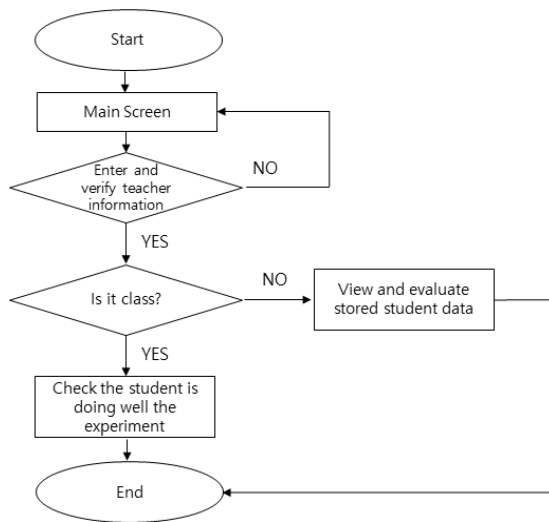 Start
Main Screen
Enter and
verify teacher
information
NO
YES
Is it class?
NO
View and evaluate
stored student data
YES
Check the student is
doing well the
experiment
End